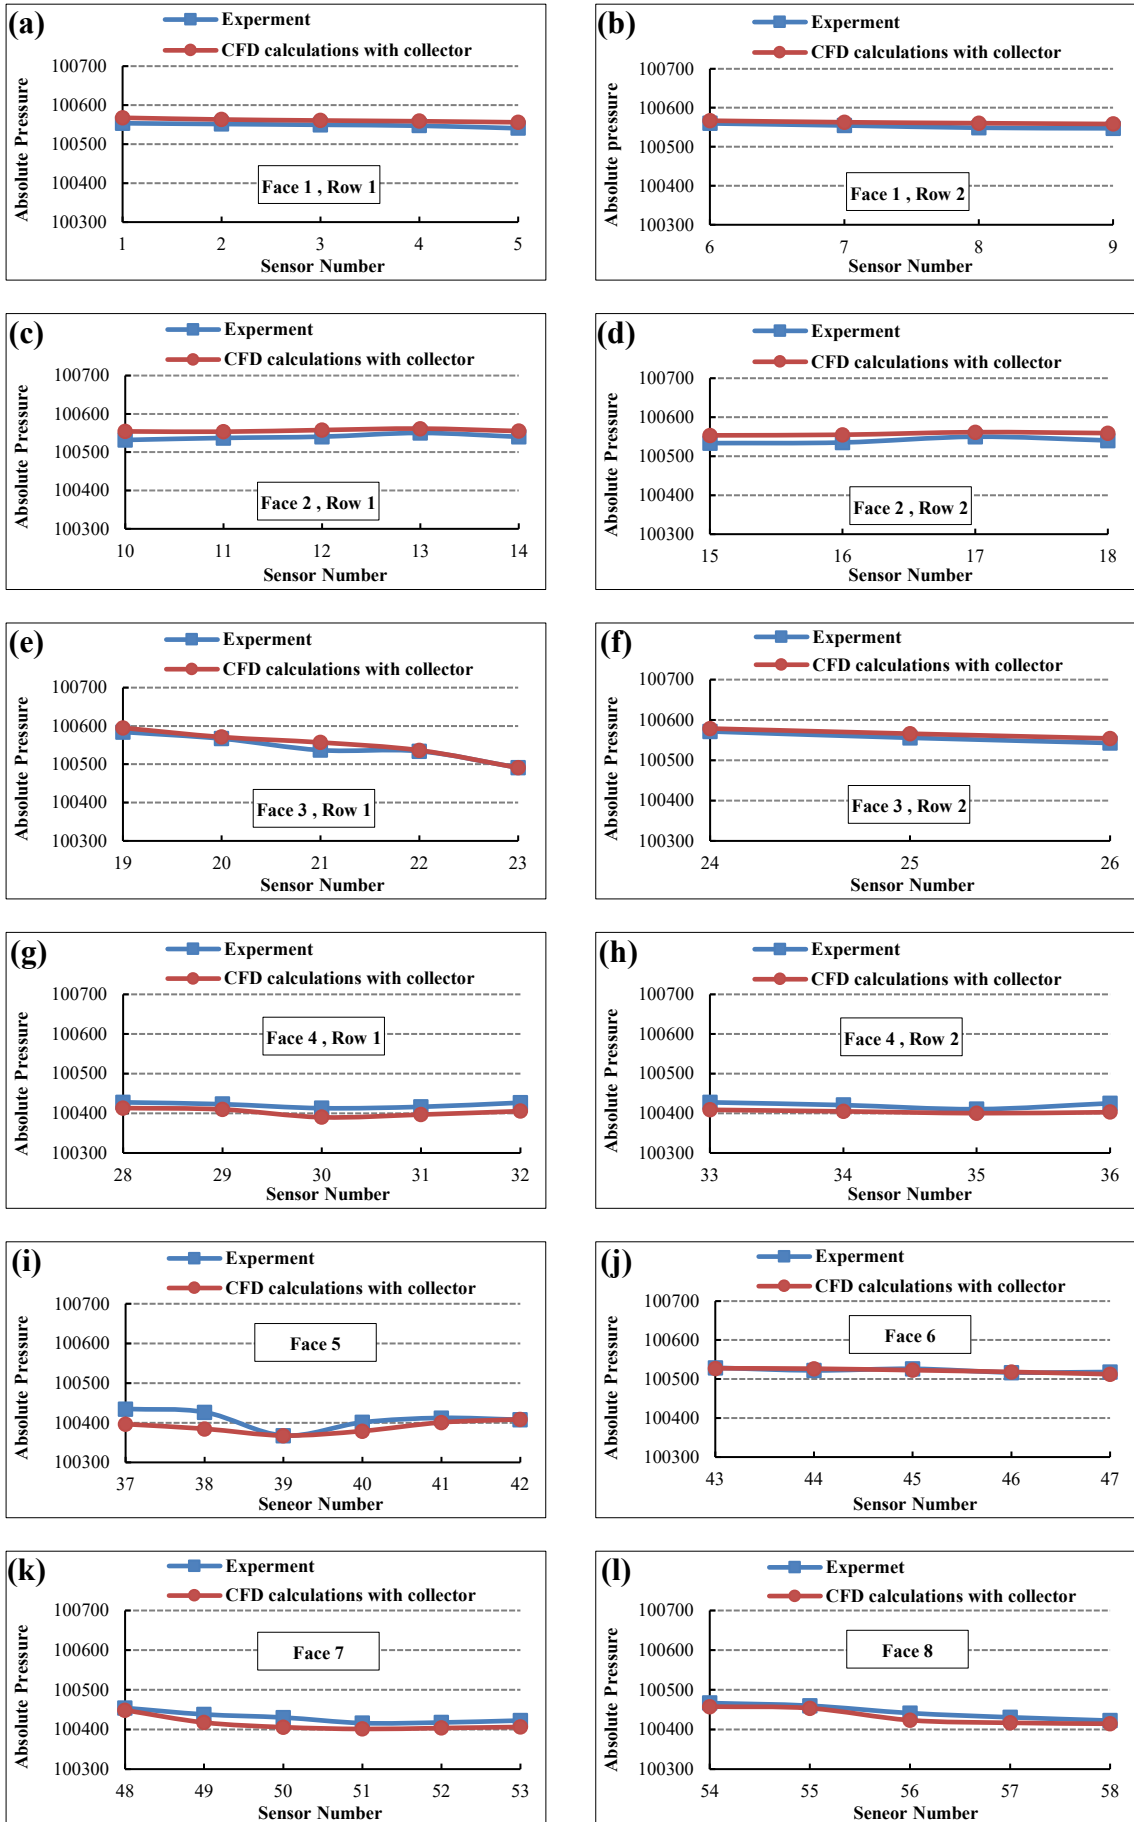 (a)
Experment
CFD calculations with collector
Absolute Pressure
100700
100600
100500
100400
100300
Face 1 , Row 1
1 2 3 4 5
Sensor Number
(b)
Experment
CFD calculations with collector
Absolute pressure
100700
100600
100500
100400
100300
Face 1 , Row 2
6 7 8 9
Sensor Number
(c)
Experment
CFD calculations with collector
Absolute Pressure
100700
100600
100500
100400
100300
Face 2 , Row 1
10 11 12 13 14
Sensor Number
(d)
Experment
CFD calculations with collector
Absolute Pressure
100700
100600
100500
100400
100300
Face 2 , Row 2
15 16 17 18
Sensor Number
(e)
Experment
CFD calculations with collector
Absolute Pressure
100700
100600
100500
100400
100300
Face 3 , Row 1
19 20 21 22 23
Sensor Number
(f)
Experment
CFD calculations with collector
Absolute Pressure
100700
100600
100500
100400
100300
Face 3 , Row 2
24 25 26
Sensor Number
(g)
Experment
CFD calculations with collector
Absolute Pressure
100700
100600
100500
100400
100300
Face 4 , Row 1
28 29 30 31 32
Sensor Number
(h)
Experment
CFD calculations with collector
Absolute Pressure
100700
100600
100500
100400
100300
Face 4 , Row 2
33 34 35 36
Sensor Number
(i)
Experment
CFD calculations with collector
Absolute Pressure
100700
100600
100500
100400
100300
Face 5
37 38 39 40 41 42
Seneor Number
(j)
Experment
CFD calculations with collector
Absolute Pressure
100700
100600
100500
100400
100300
Face 6
43 44 45 46 47
Sensor Number
(k)
Experment
CFD calculations with collector
Absolute Pressure
100700
100600
100500
100400
100300
Face 7
48 49 50 51 52 53
Sensor Number
(l)
Expermet
CFD calculations with collector
Absolute Pressure
100700
100600
100500
100400
100300
Face 8
54 55 56 57 58
Seneor Number